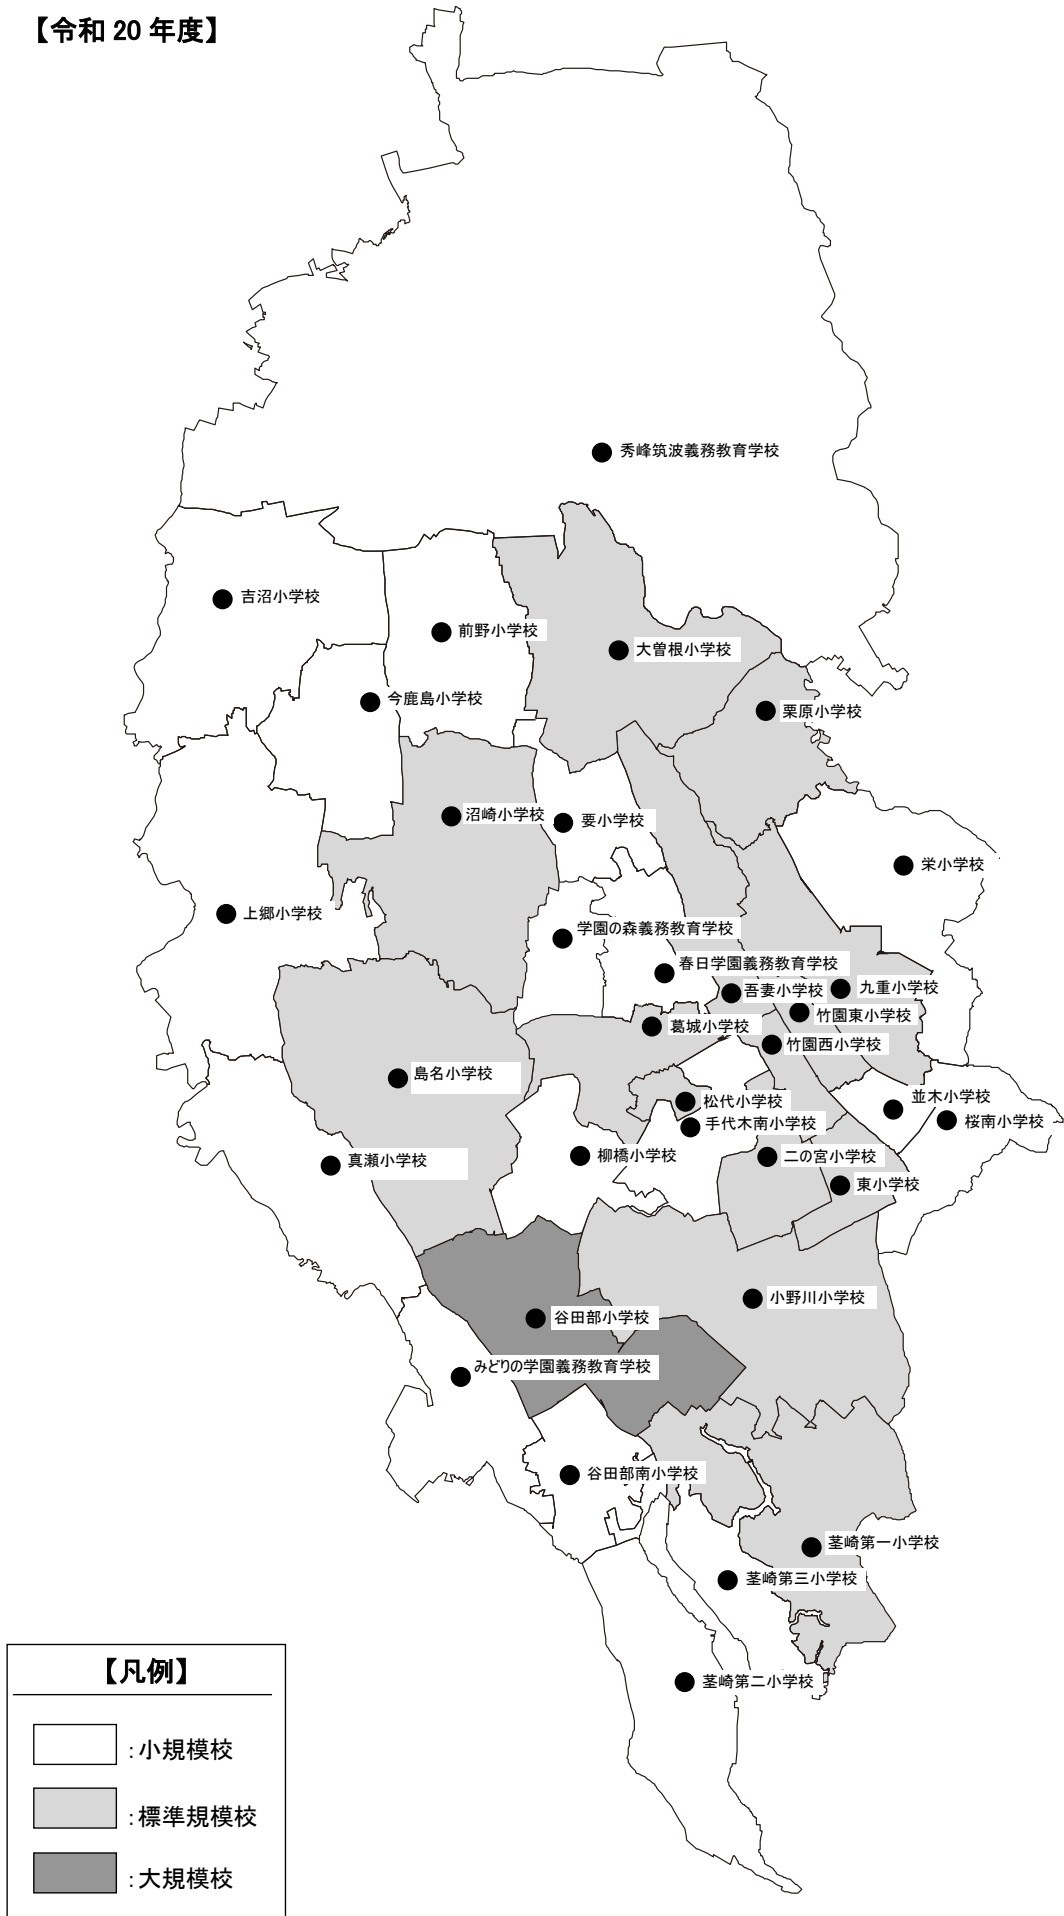 【令和 20 年度】
秀峰筑波義務教育学校
吉沼小学校
前野小学校
大曽根小学校
今鹿島小学校
栗原小学校
沼崎小学校
要小学校
栄小学校
上郷小学校
学園の森義務教育学校
春日学園義務教育学校
吾妻小学校
九重小学校
葛城小学校
竹園東小学校
竹園西小学校
島名小学校
松代小学校
並木小学校
手代木南小学校
桜南小学校
真瀬小学校
柳橋小学校
二の宮小学校
東小学校
小野川小学校
谷田部小学校
みどりの学園義務教育学校
谷田部南小学校
茎崎第一小学校
茎崎第三小学校
茎崎第二小学校
【凡例】
:小規模校
:標準規模校
:大規模校